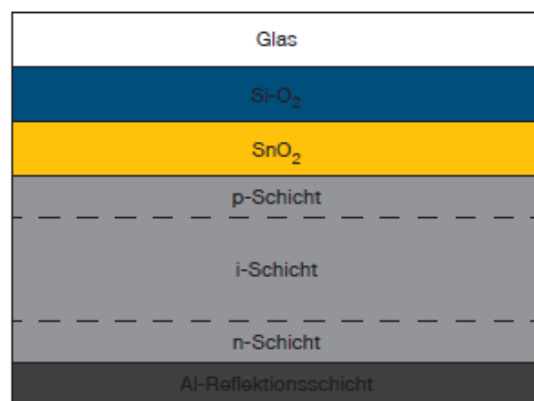 Glas
Si-O₂
SnO₂
p-Schicht
i-Schicht
n-Schicht
Al-Reflektionsschicht